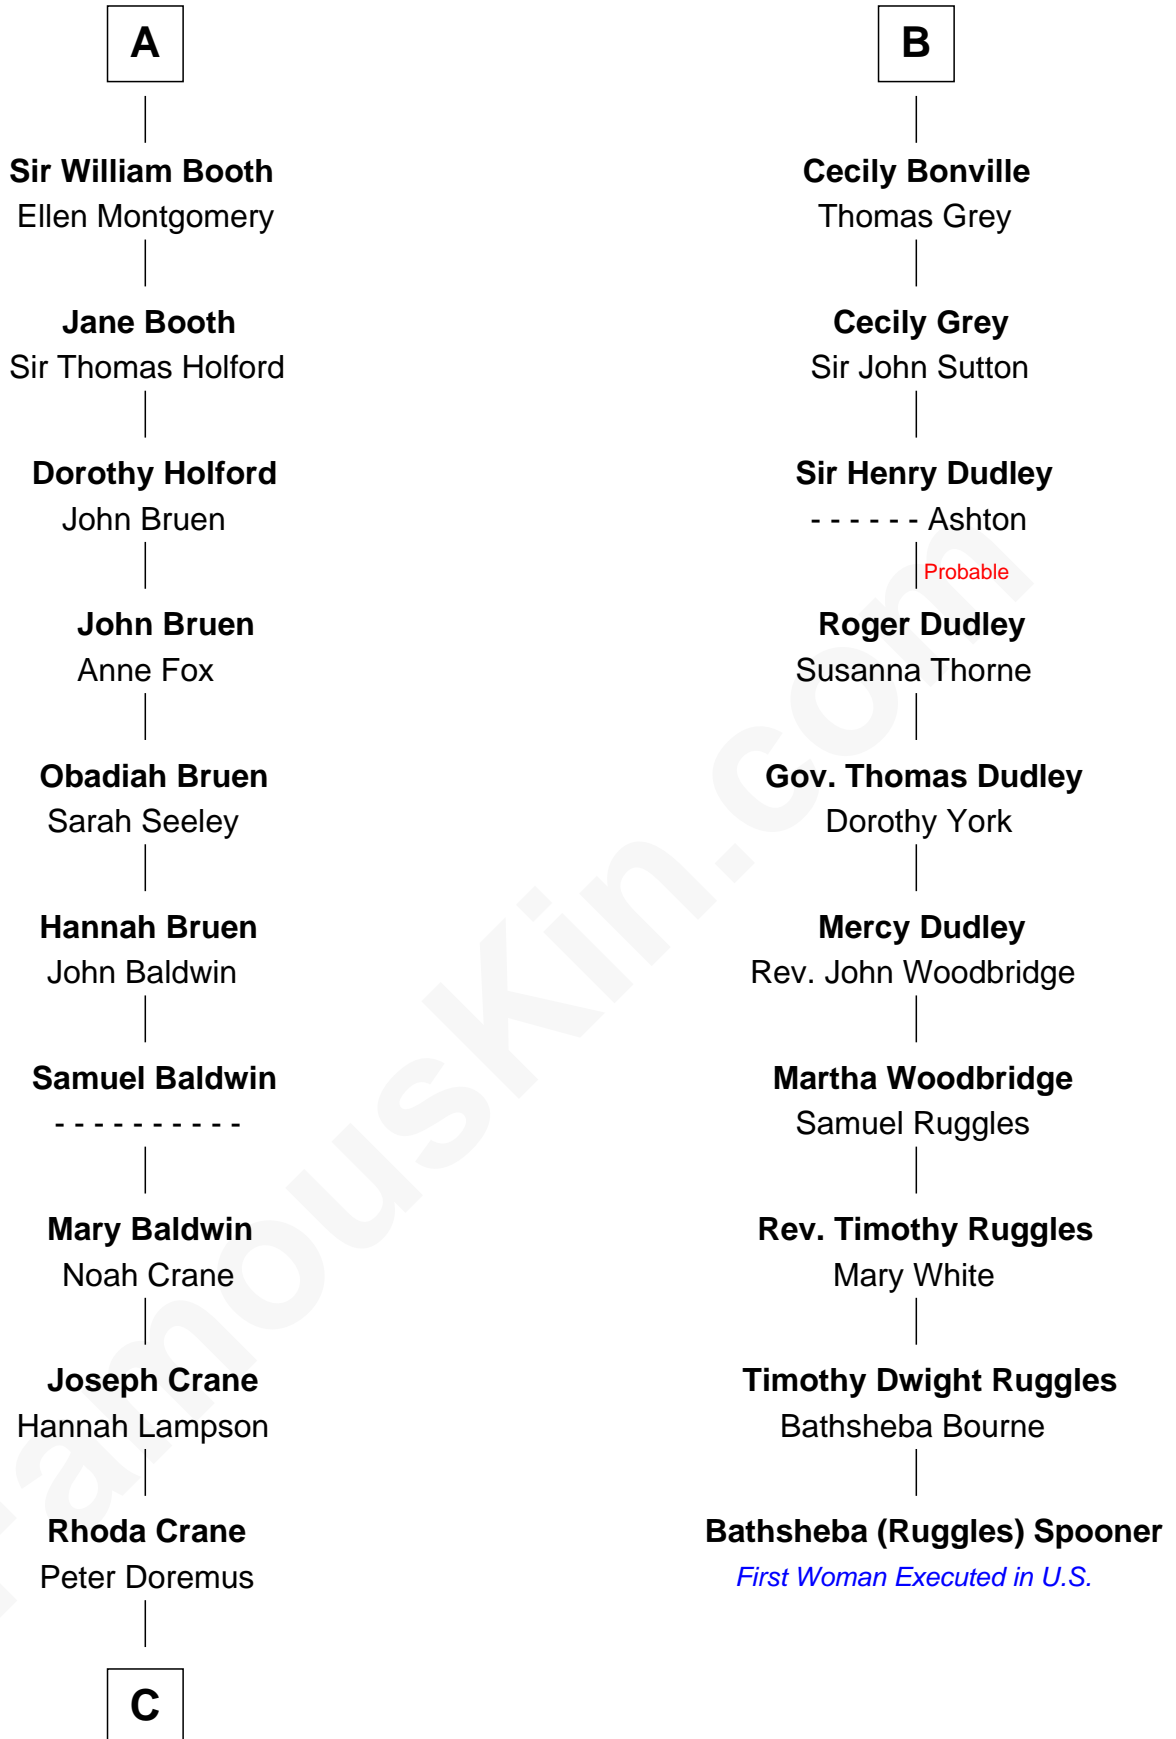 A
Sir William Booth
Ellen Montgomery
Jane Booth
Sir Thomas Holford
Dorothy Holford
John Bruen
John Bruen
Anne Fox
Obadiah Bruen
Sarah Seeley
Hannah Bruen
John Baldwin
Samuel Baldwin
- - - - - - - - - -
Mary Baldwin
Noah Crane
Joseph Crane
Hannah Lampson
Rhoda Crane
Peter Doremus
C
B
Cecily Bonville
Thomas Grey
Cecily Grey
Sir John Sutton
Sir Henry Dudley
- - - - - - Ashton
Probable
Roger Dudley
Susanna Thorne
Gov. Thomas Dudley
Dorothy York
Mercy Dudley
Rev. John Woodbridge
Martha Woodbridge
Samuel Ruggles
Rev. Timothy Ruggles
Mary White
Timothy Dwight Ruggles
Bathsheba Bourne
Bathsheba (Ruggles) Spooner
First Woman Executed in U.S.
FamousKin.com